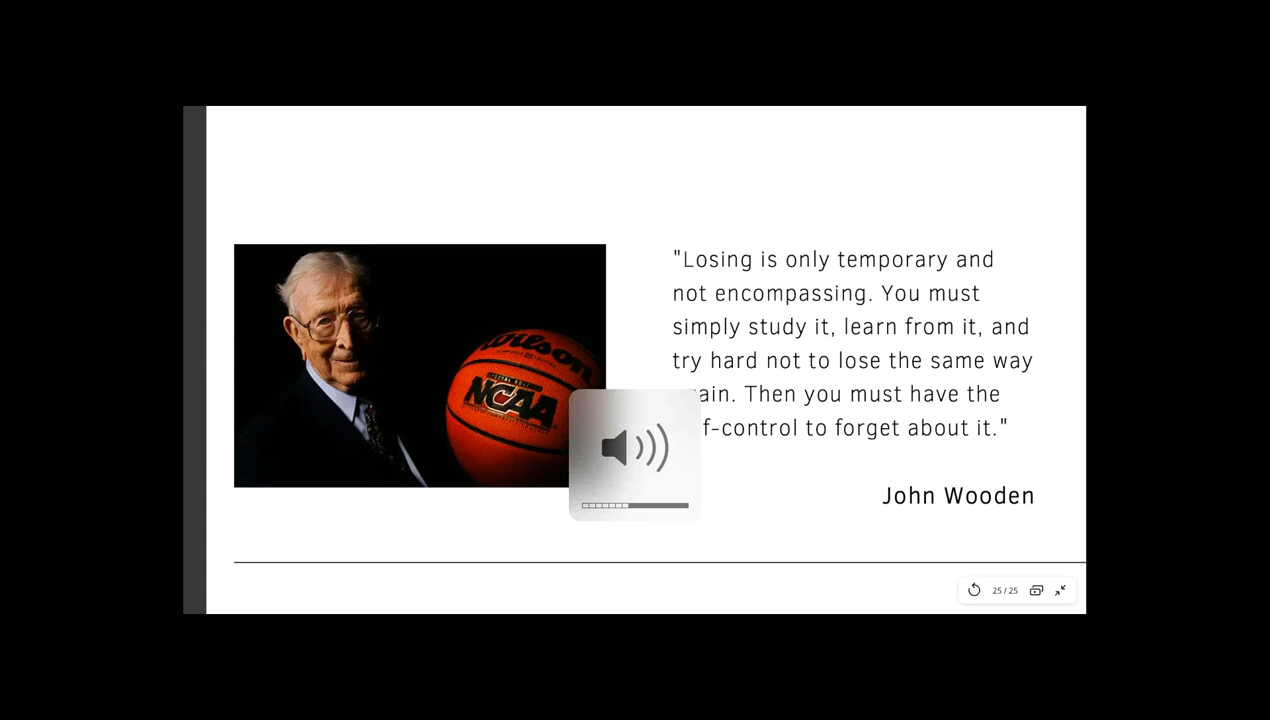 "Losing is only temporary and
not encompassing. You must
simply study it, learn from it, and
try hard not to lose the same way
Then you must have the
to forget about it."
John Wooden
Wilson
NCAA
25 / 25